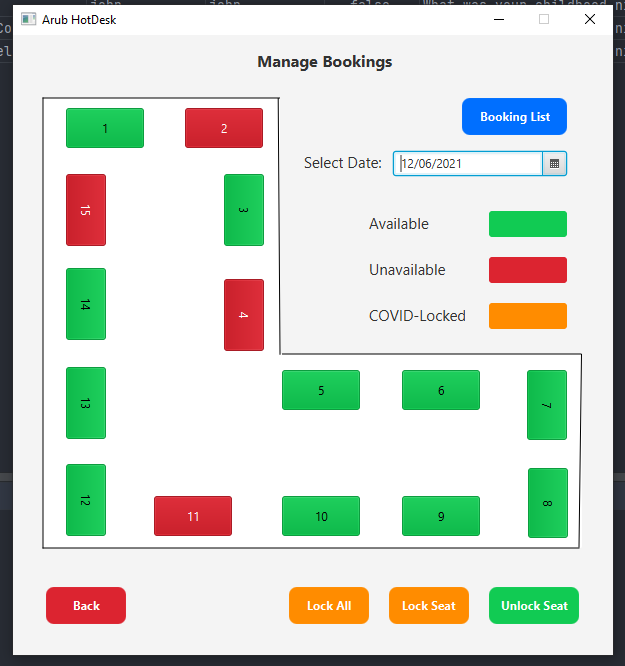 Arub HotDesk
Manage Bookings
1
2
Booking List
Select Date:
12/06/2021
15
3
Available
Unavailable
14
4
COVID-Locked
13
5
6
7
12
11
10
9
8
Back
Lock All
Lock Seat
Unlock Seat